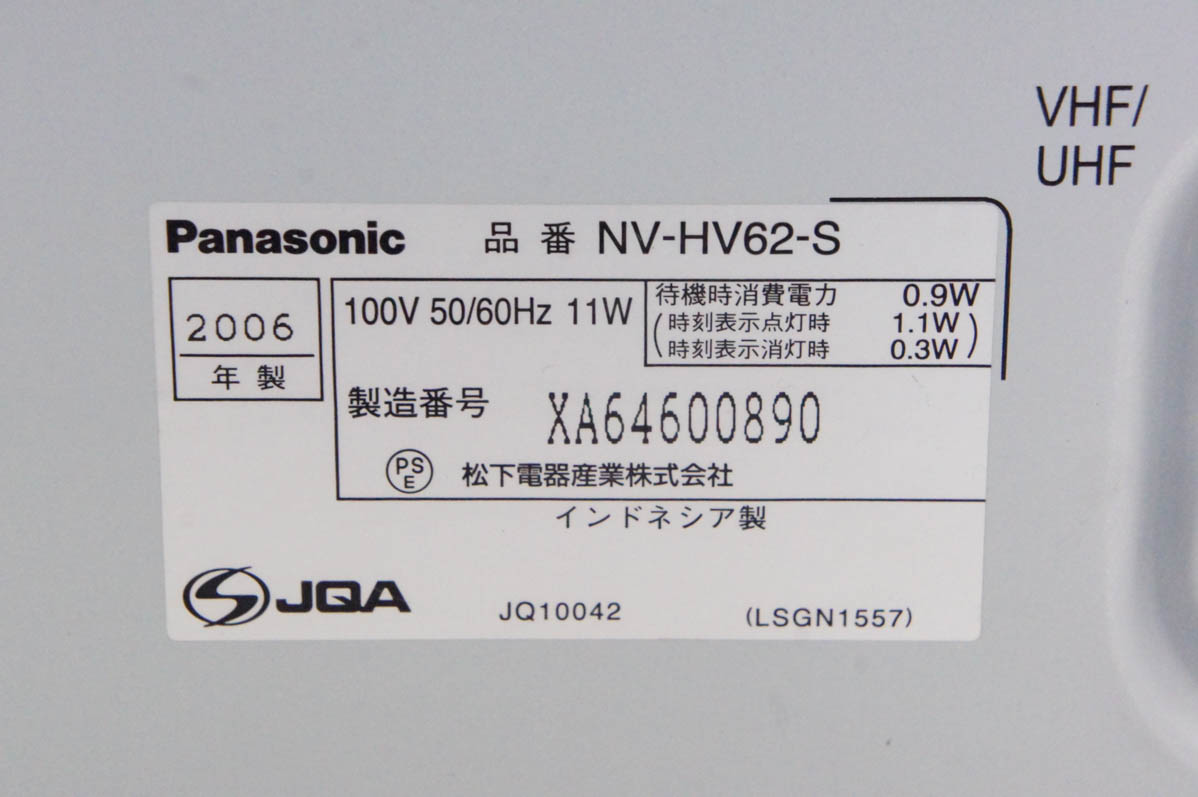 VHF/
UHF
Panasonic 品番 NV-HV62-S
2006
年製
100V 50/60Hz 11W
待機時消費電力 0.9W
(時刻表示点灯時 1.1W
時刻表示消灯時 0.3W)
製造番号 XA64600890
PS
E
松下電器産業株式会社
インドネシア製
JQA JQ10042 (LSGN1557)